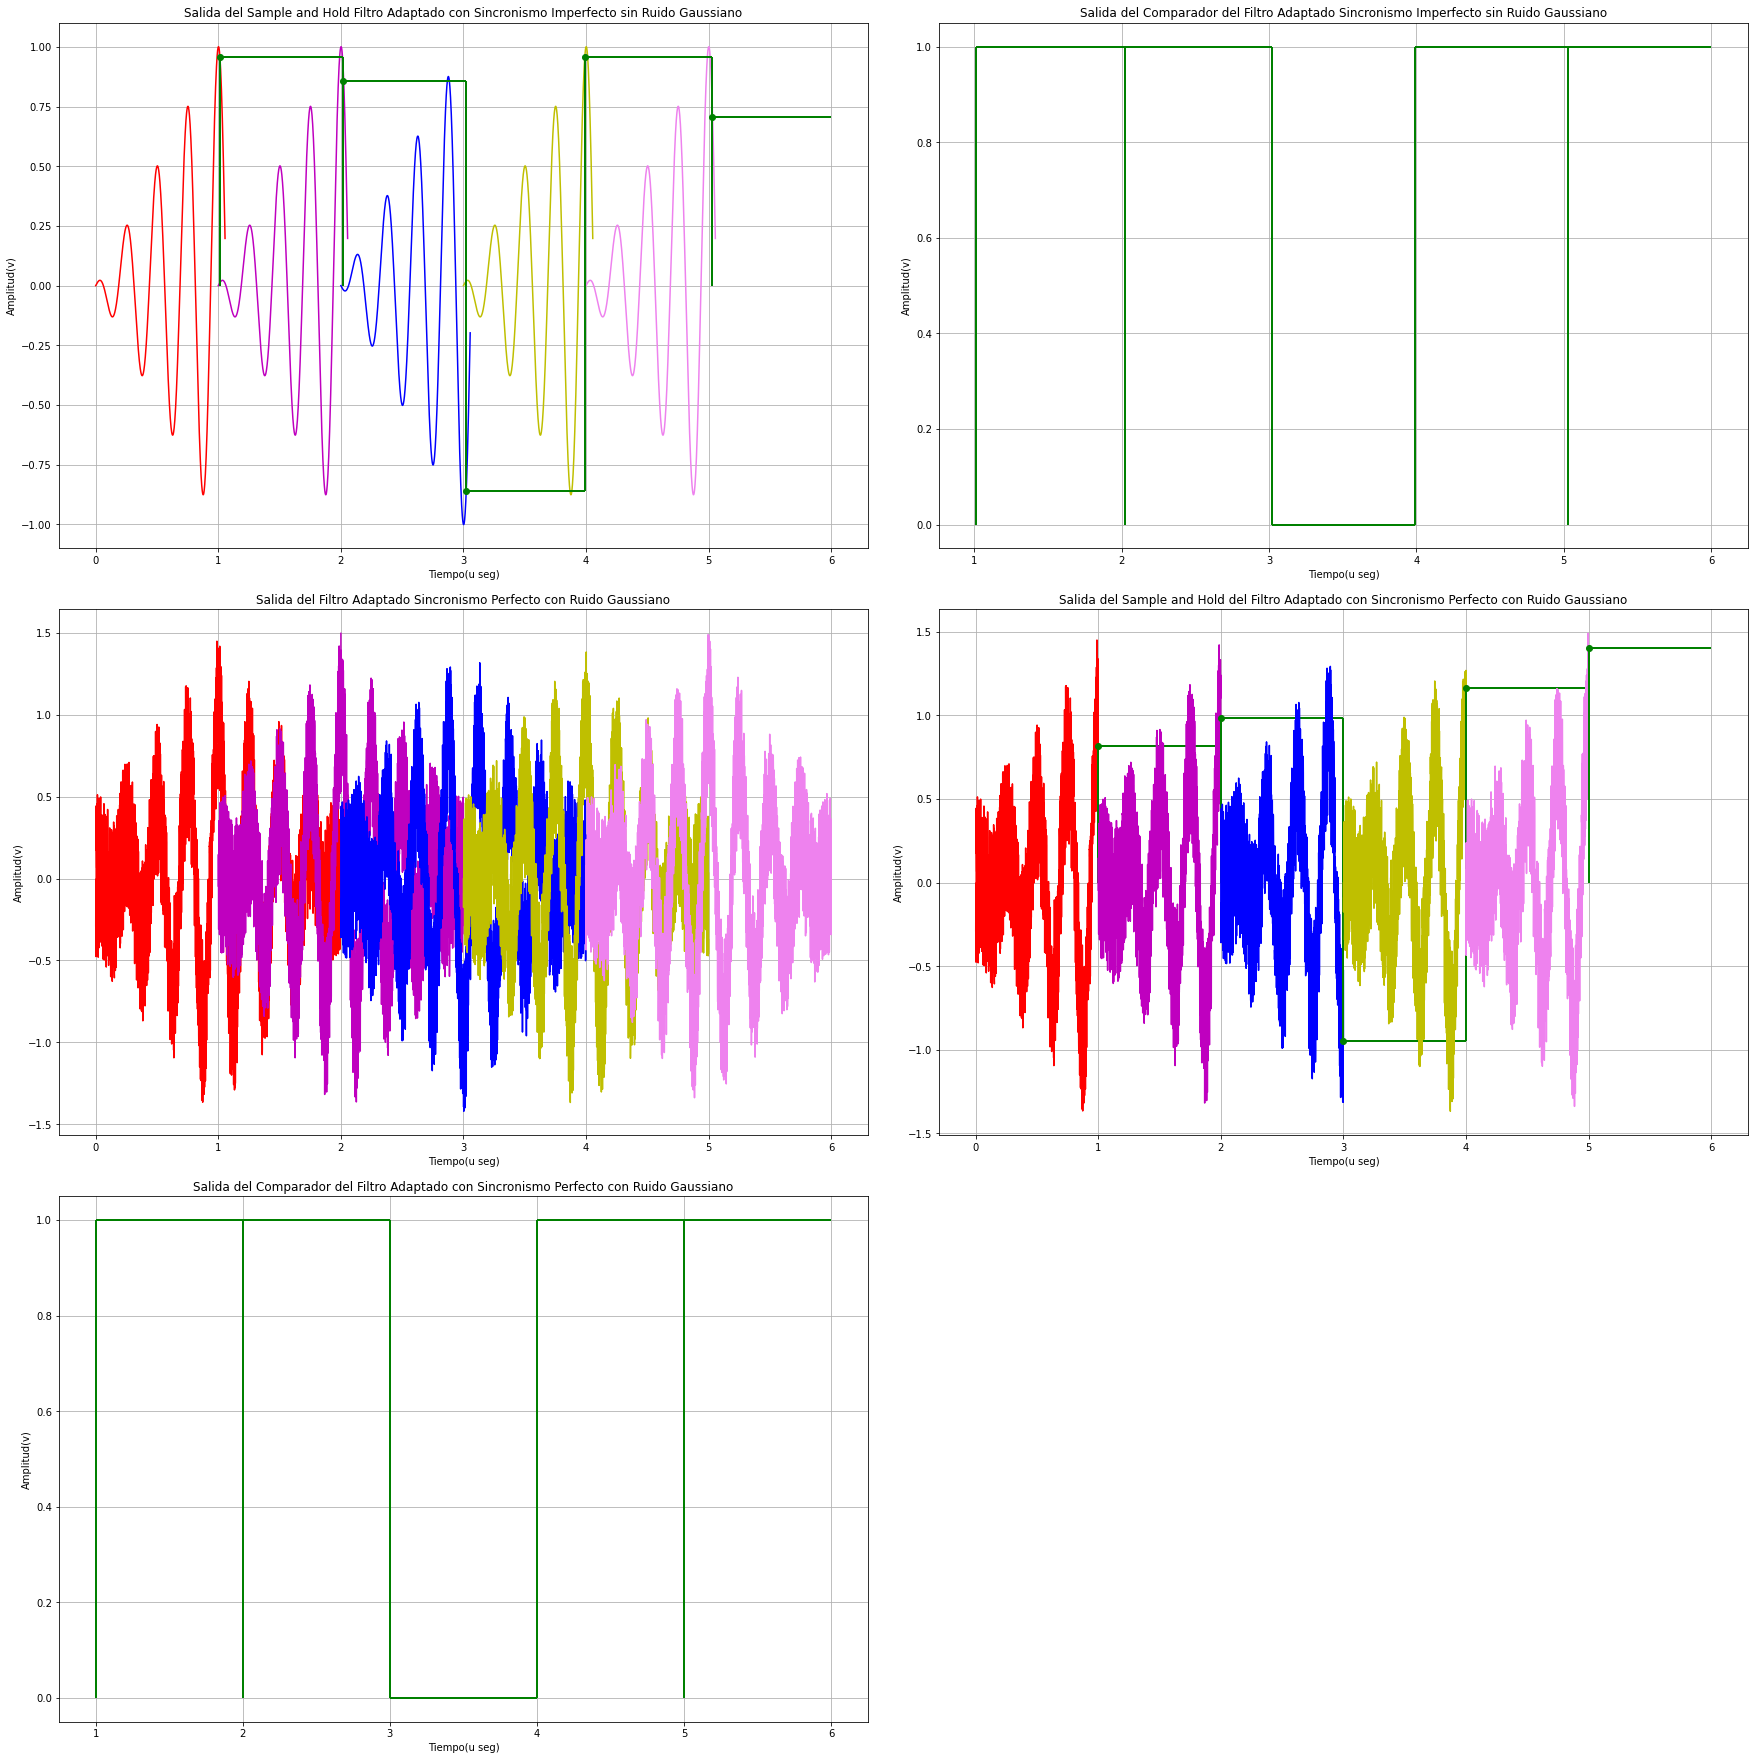 Salida del Sample and Hold Filtro Adaptado con Sincronismo Imperfecto sin Ruido Gaussiano
1.00
0.75
0.50
0.25
0.00
−0.25
−0.50
−0.75
−1.00
Amplitud(v)
0 1 2 3 4 5 6
Tiempo(u seg)
Salida del Comparador del Filtro Adaptado Sincronismo Imperfecto sin Ruido Gaussiano
1.0
0.8
0.6
0.4
0.2
0.0
Amplitud(v)
1 2 3 4 5 6
Tiempo(u seg)
Salida del Filtro Adaptado Sincronismo Perfecto con Ruido Gaussiano
1.5
1.0
0.5
0.0
−0.5
−1.0
−1.5
Amplitud(v)
0 1 2 3 4 5 6
Tiempo(u seg)
Salida del Sample and Hold del Filtro Adaptado con Sincronismo Perfecto con Ruido Gaussiano
1.5
1.0
0.5
0.0
−0.5
−1.0
−1.5
Amplitud(v)
0 1 2 3 4 5 6
Tiempo(u seg)
Salida del Comparador del Filtro Adaptado con Sincronismo Perfecto con Ruido Gaussiano
1.0
0.8
0.6
0.4
0.2
0.0
Amplitud(v)
1 2 3 4 5 6
Tiempo(u seg)